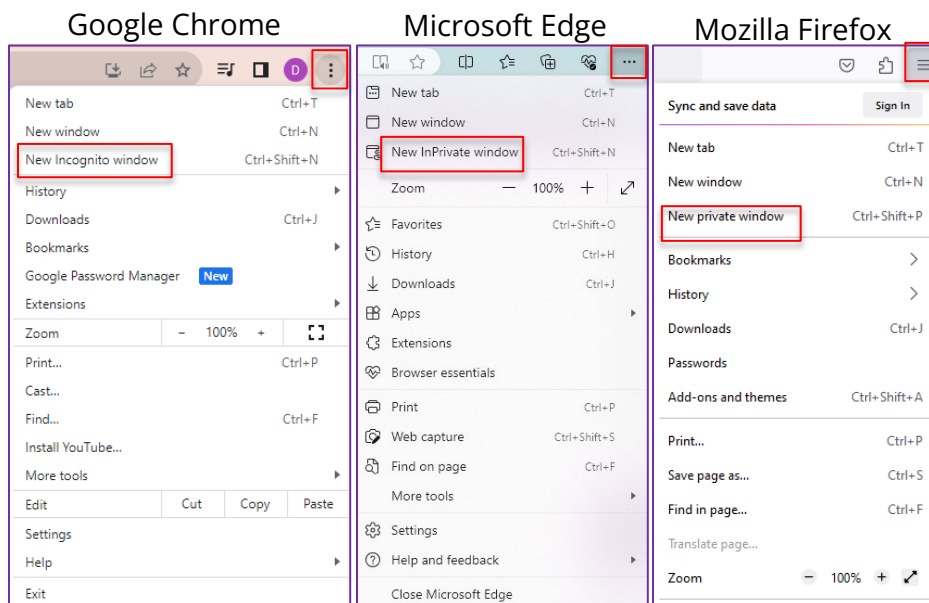 Google Chrome
D
New tab Ctrl+T
New window Ctrl+N
New Incognito window Ctrl+Shift+N
History
Downloads Ctrl+J
Bookmarks
Google Password Manager New
Extensions
Zoom - 100% +
Print... Ctrl+P
Cast...
Find... Ctrl+F
Install YouTube...
More tools
Edit Cut Copy Paste
Settings
Help
Exit
Microsoft Edge
New tab Ctrl+T
New window Ctrl+N
New InPrivate window Ctrl+Shift+N
Zoom — 100% +
Favorites Ctrl+Shift+O
History Ctrl+H
Downloads Ctrl+J
Apps
Extensions
Browser essentials
Print Ctrl+P
Web capture Ctrl+Shift+S
Find on page Ctrl+F
More tools
Settings
Help and feedback
Close Microsoft Edge
Mozilla Firefox
Sync and save data Sign In
New tab Ctrl+T
New window Ctrl+N
New private window Ctrl+Shift+P
Bookmarks
History
Downloads Ctrl+J
Passwords
Add-ons and themes Ctrl+Shift+A
Print... Ctrl+P
Save page as... Ctrl+S
Find in page... Ctrl+F
Translate page...
Zoom − 100% +